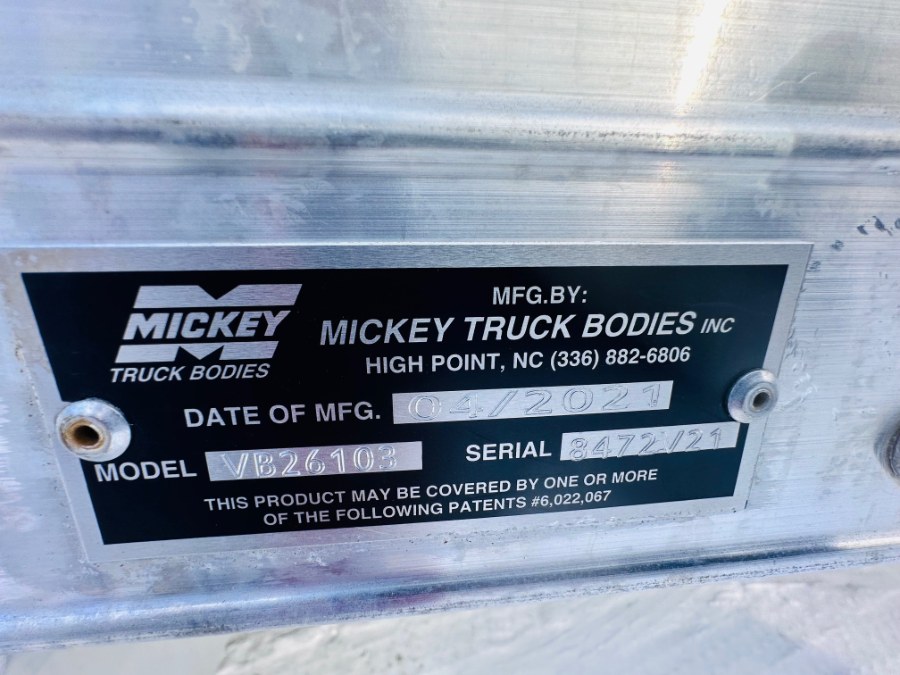 MICKEY
TRUCK BODIES
MFG.BY:
MICKEY TRUCK BODIES INC
HIGH POINT, NC (336) 882-6806
DATE OF MFG. 04/2021
MODEL VB26103 SERIAL 8472V21
THIS PRODUCT MAY BE COVERED BY ONE OR MORE
OF THE FOLLOWING PATENTS #6,022,067